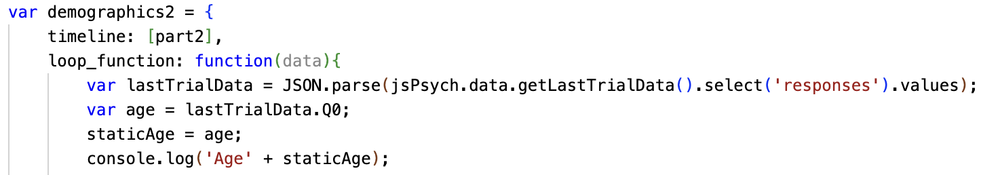 var demographics2 = {
timeline: [part2],
loop_function: function(data){
var lastTrialData = JSON.parse(jsPsych.data.getLastTrialData().select('responses').values);
var age = lastTrialData.Q0;
staticAge = age;
console.log('Age' + staticAge);